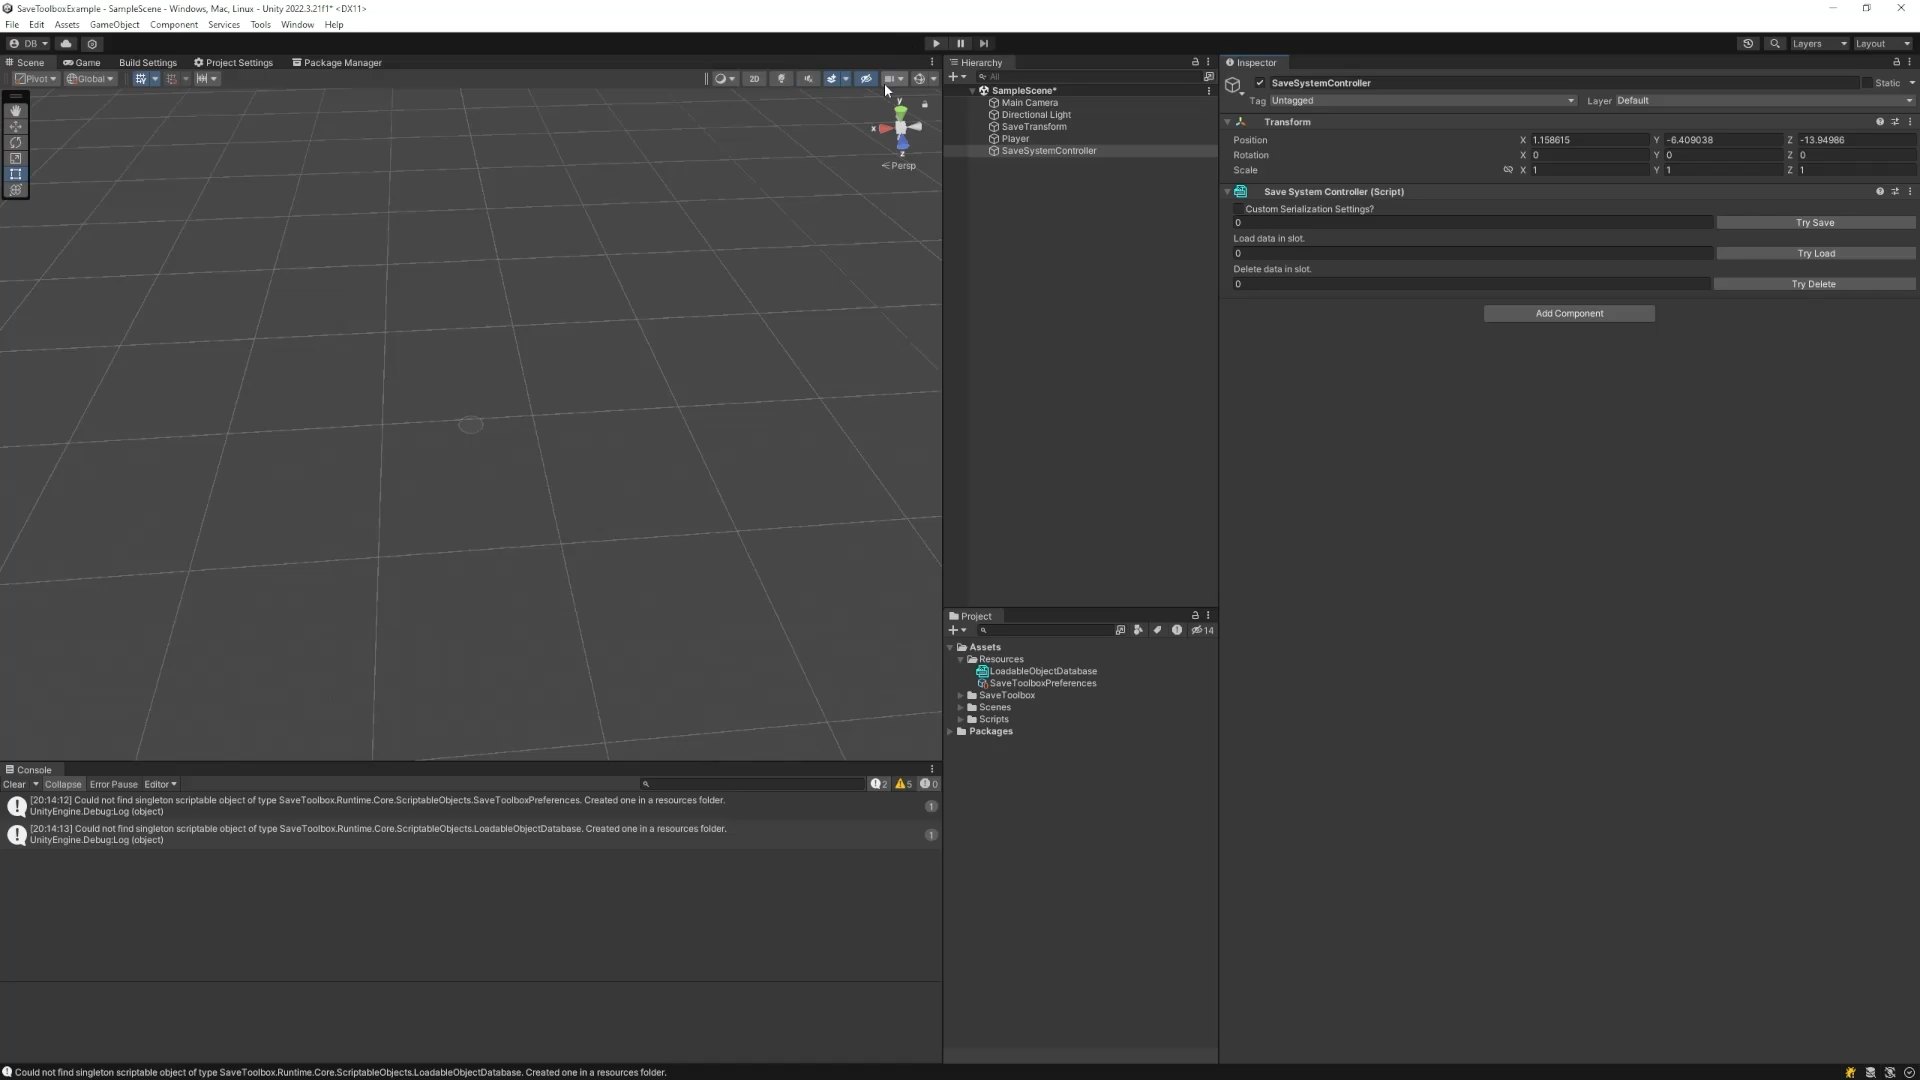 SaveToolboxExample - SampleScene - Windows, Mac, Linux - Unity 2022.3.21f1* <DX11>
File Edit Assets GameObject Component Services Tools Window Help
DB Layers Layout
Scene Game Build Settings Project Settings Package Manager
Pivot Global 2D
y
x
z
Persp
Hierarchy
All
SampleScene*
Main Camera
Directional Light
SaveTransform
Player
SaveSystemController
Inspector
SaveSystemController Static
Tag Untagged Layer Default
Transform
Position X 1.158615 Y -6.409038 Z -13.94986
Rotation X 0 Y 0 Z 0
Scale X 1 Y 1 Z 1
Save System Controller (Script)
Custom Serialization Settings?
0 Try Save
Load data in slot.
0 Try Load
Delete data in slot.
0 Try Delete
Add Component
Project
14
Assets
Resources
LoadableObjectDatabase
SaveToolboxPreferences
SaveToolbox
Scenes
Scripts
Packages
Console
Clear Collapse Error Pause Editor 2 5 0
[20:14:12] Could not find singleton scriptable object of type SaveToolbox.Runtime.Core.ScriptableObjects.SaveToolboxPreferences. Created one in a resources folder.
UnityEngine.Debug:Log (object)
1
[20:14:13] Could not find singleton scriptable object of type SaveToolbox.Runtime.Core.ScriptableObjects.LoadableObjectDatabase. Created one in a resources folder.
UnityEngine.Debug:Log (object)
1
Could not find singleton scriptable object of type SaveToolbox.Runtime.Core.ScriptableObjects.LoadableObjectDatabase. Created one in a resources folder.